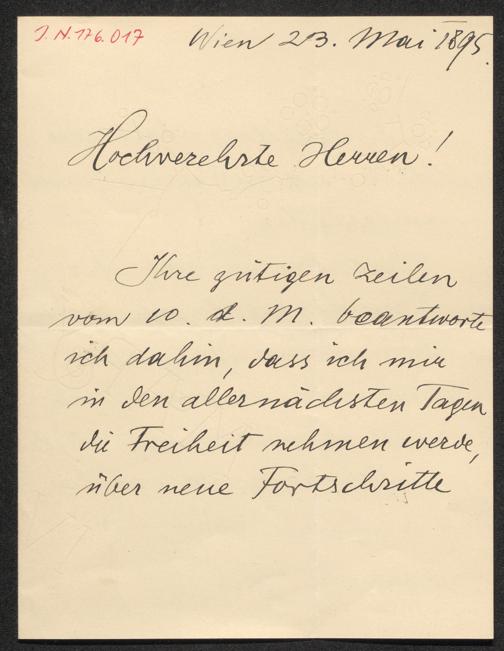 J. N. 176.017
Wien 23. Mai 1895.
Hochverehrte Herren!
Ihre gütigen Zeilen
vom 10. d. M. beantworte
ich dahin, dass ich mir
in den allernächsten Tagen
die Freiheit nehmen werde,
über neue Fortschritte